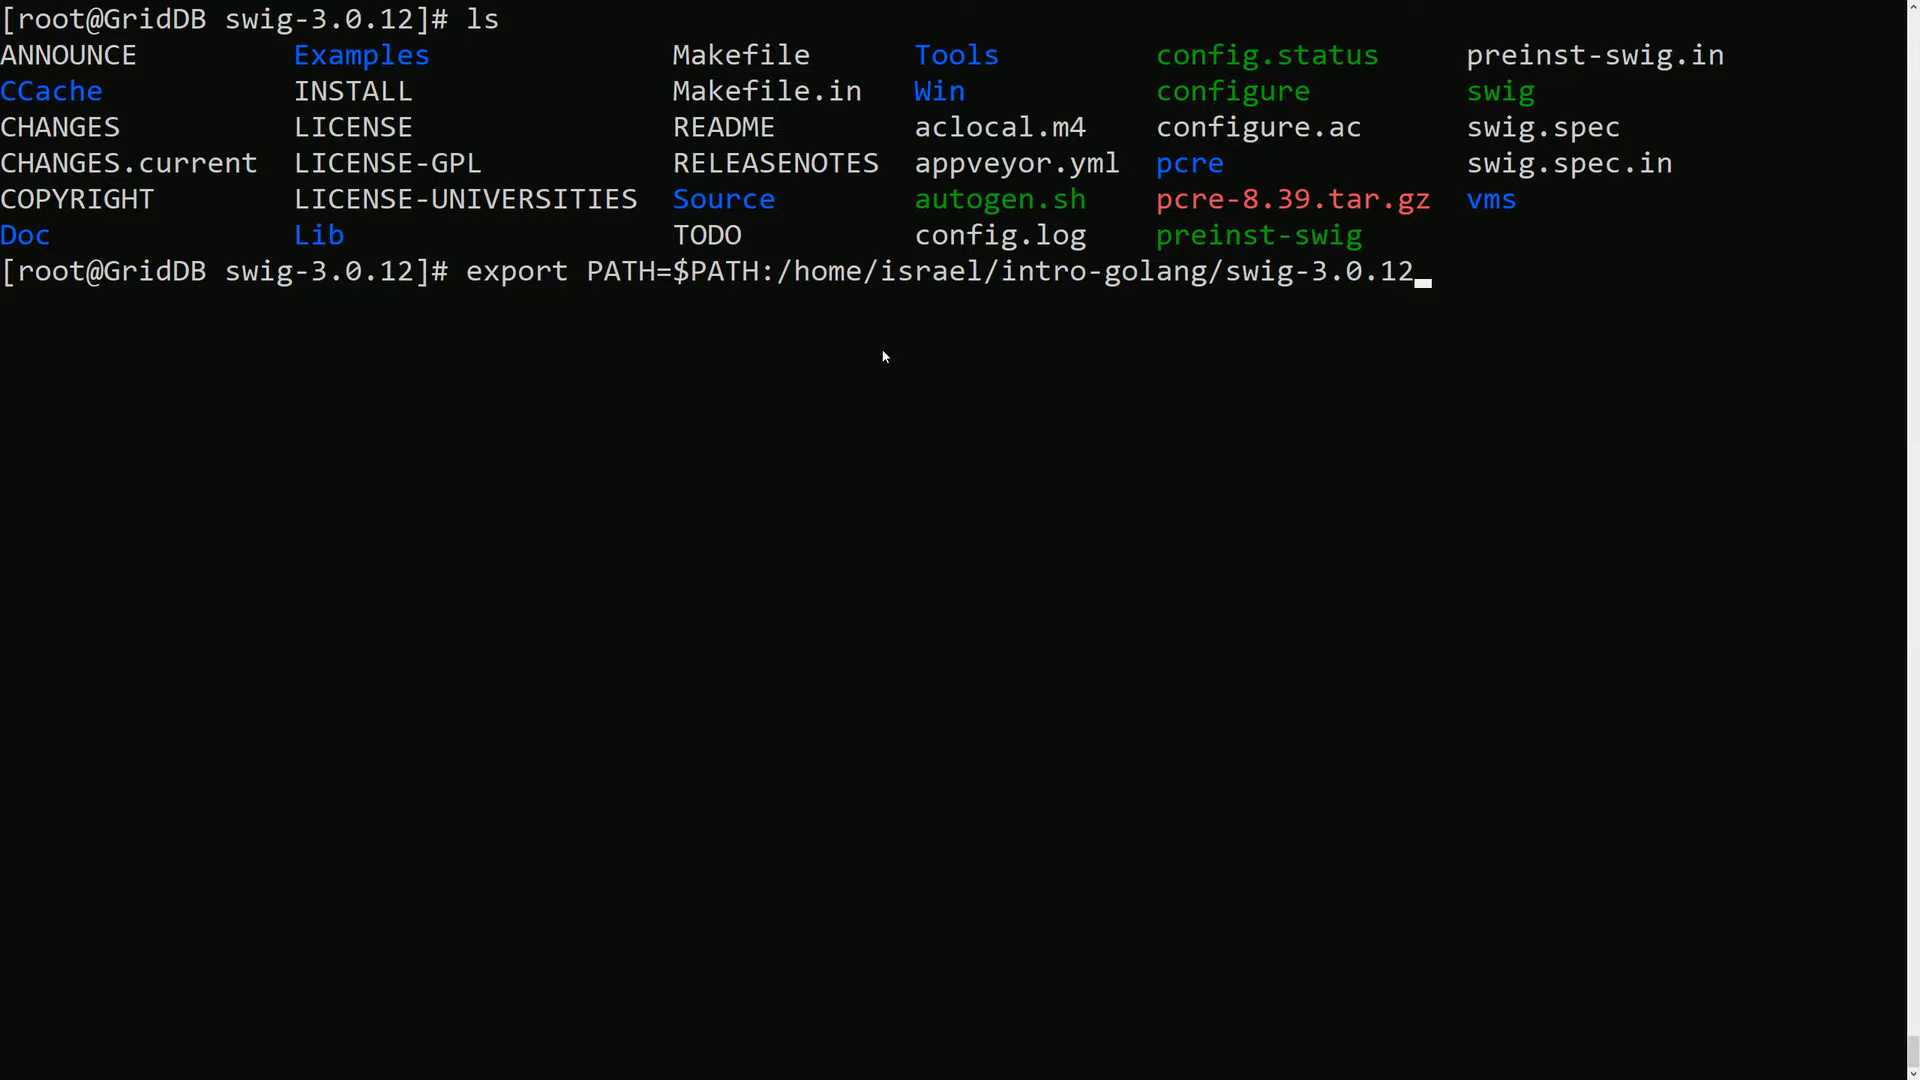 [root@GridDB swig-3.0.12]# ls
ANNOUNCE Examples Makefile Tools config.status preinst-swig.in
CCache INSTALL Makefile.in Win configure swig
CHANGES LICENSE README aclocal.m4 configure.ac swig.spec
CHANGES.current LICENSE-GPL RELEASENOTES appveyor.yml pcre swig.spec.in
COPYRIGHT LICENSE-UNIVERSITIES Source autogen.sh pcre-8.39.tar.gz vms
Doc Lib TODO config.log preinst-swig
[root@GridDB swig-3.0.12]# export PATH=$PATH:/home/israel/intro-golang/swig-3.0.12